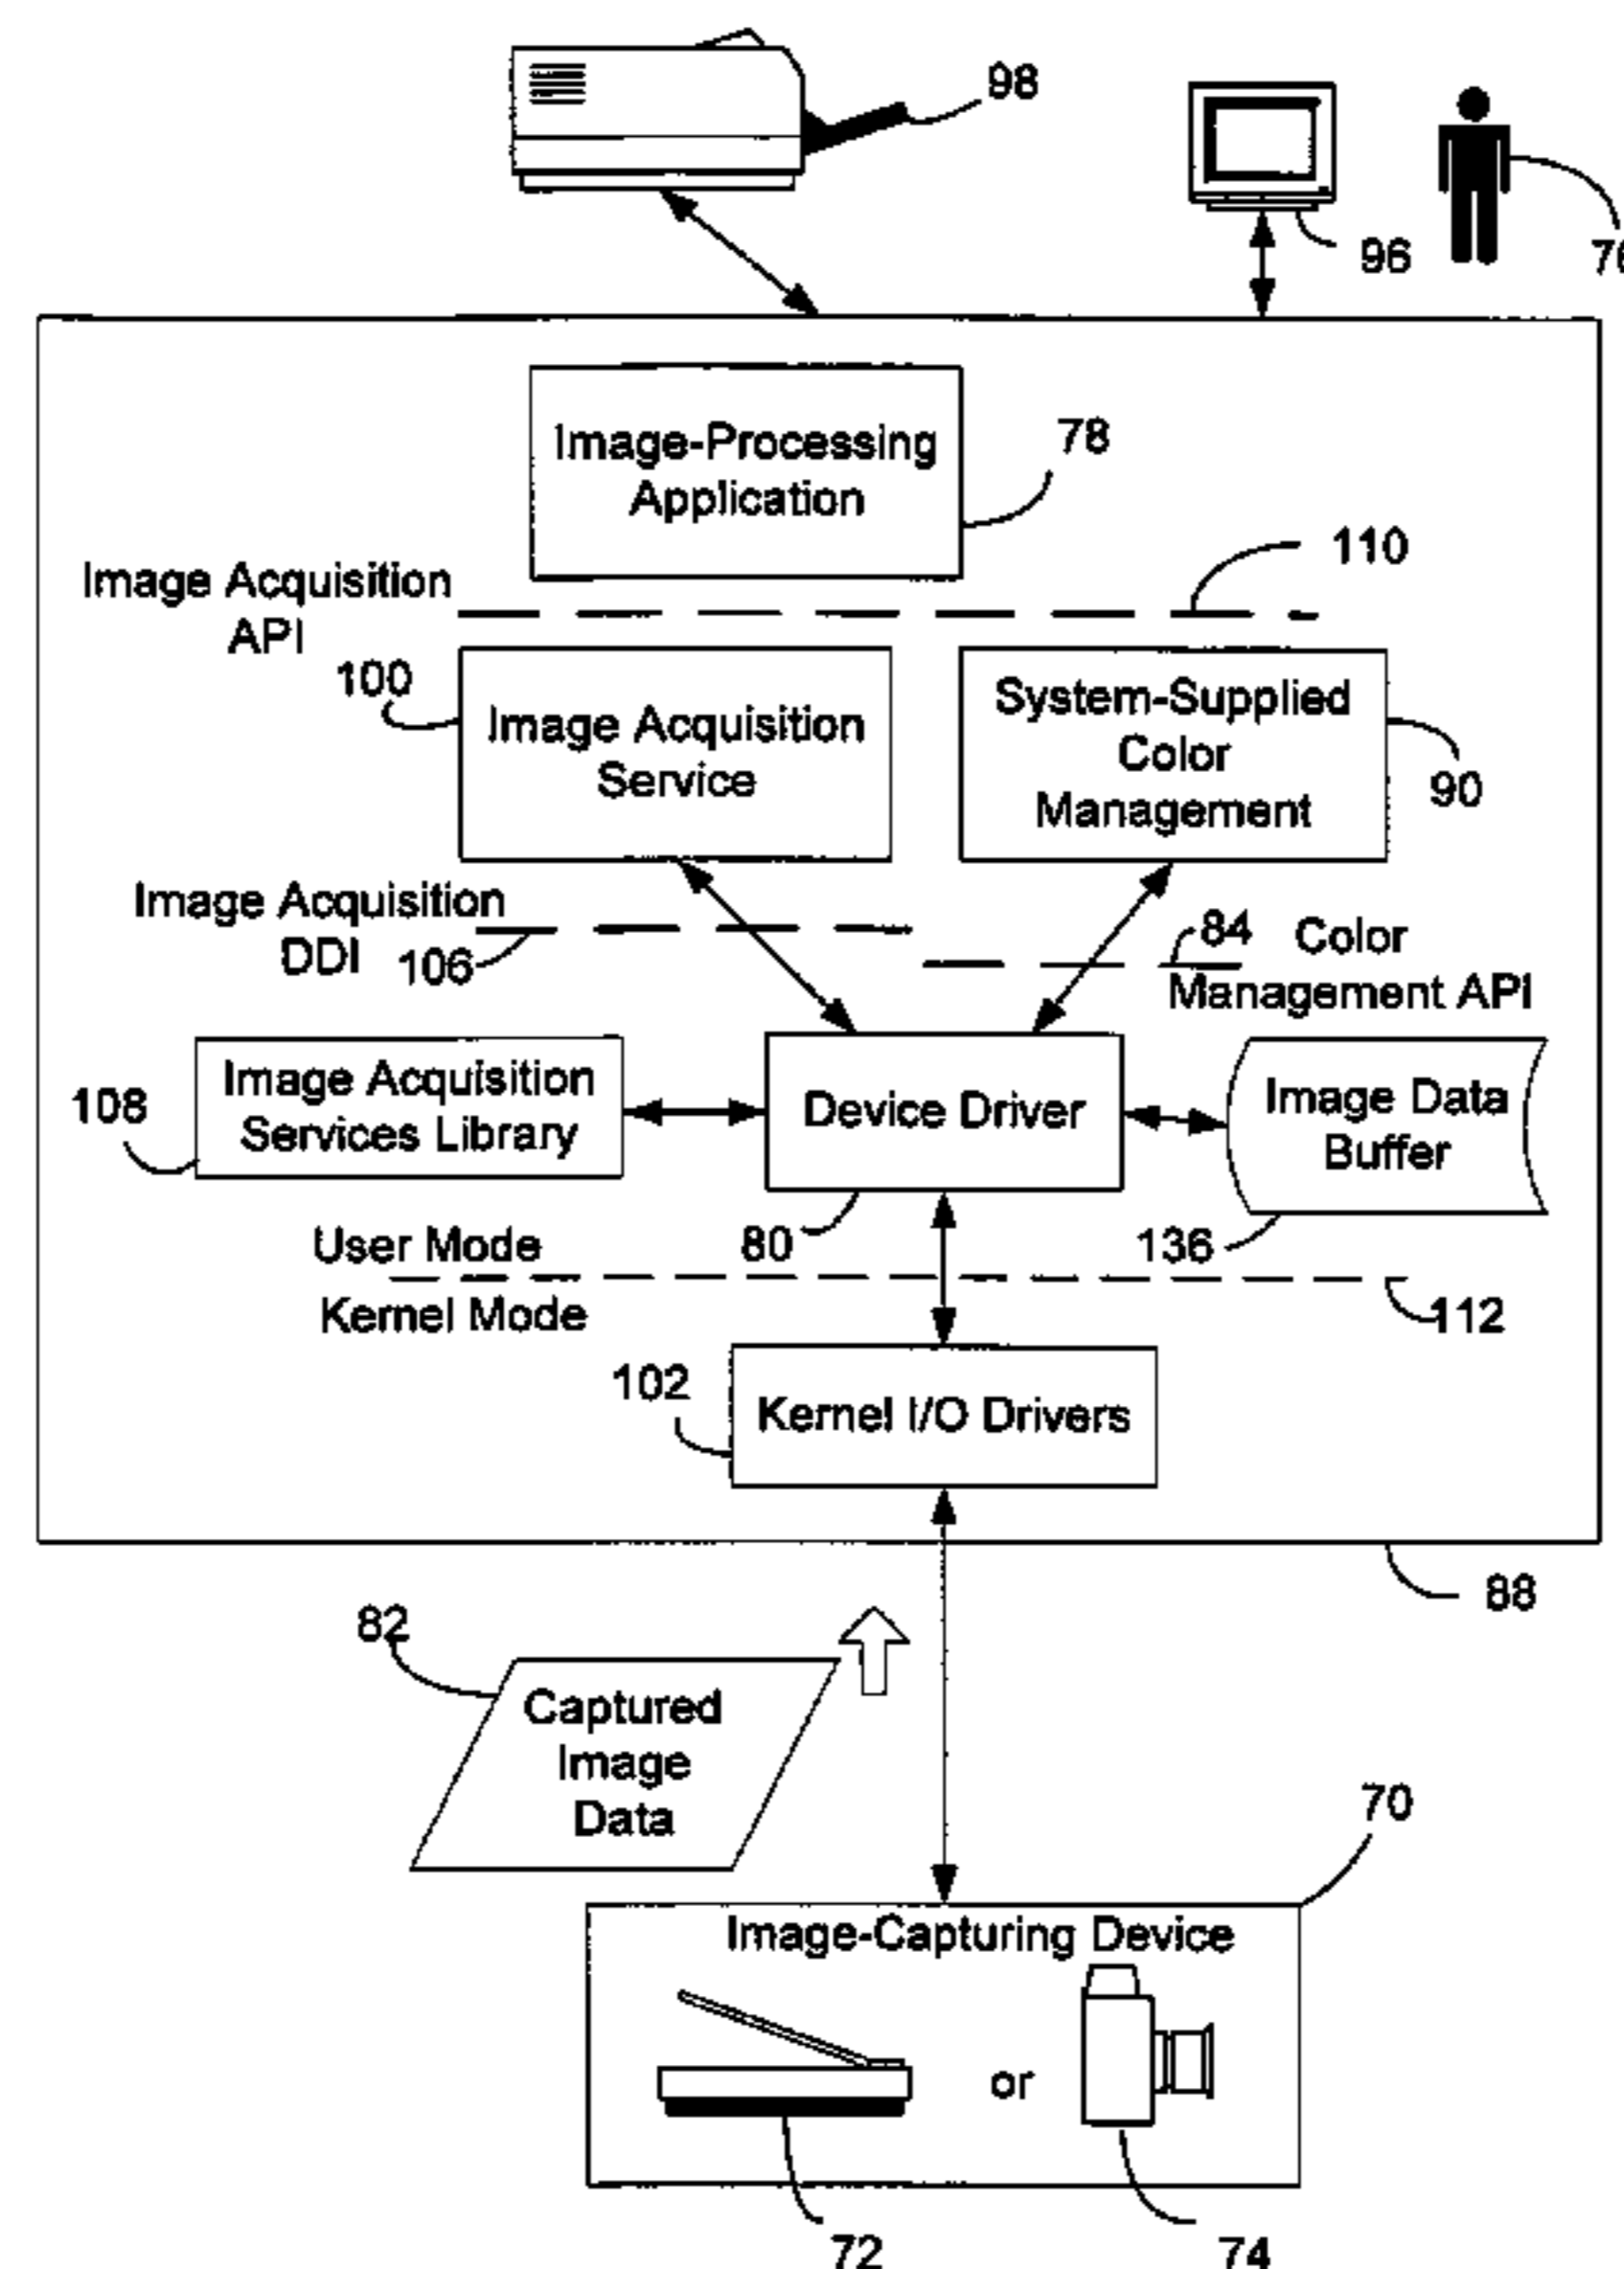 98
96
76
Image-Processing
Application
78
110
Image Acquisition
API
100
Image Acquisition
Service
System-Supplied
Color
Management
90
Image Acquisition
DDI
106
84
Color
Management API
108
Image Acquisition
Services Library
Device Driver
Image Data
Buffer
80
136
User Mode
Kernel Mode
112
102
Kernel I/O Drivers
88
82
Captured
Image
Data
70
Image-Capturing Device
or
72
74